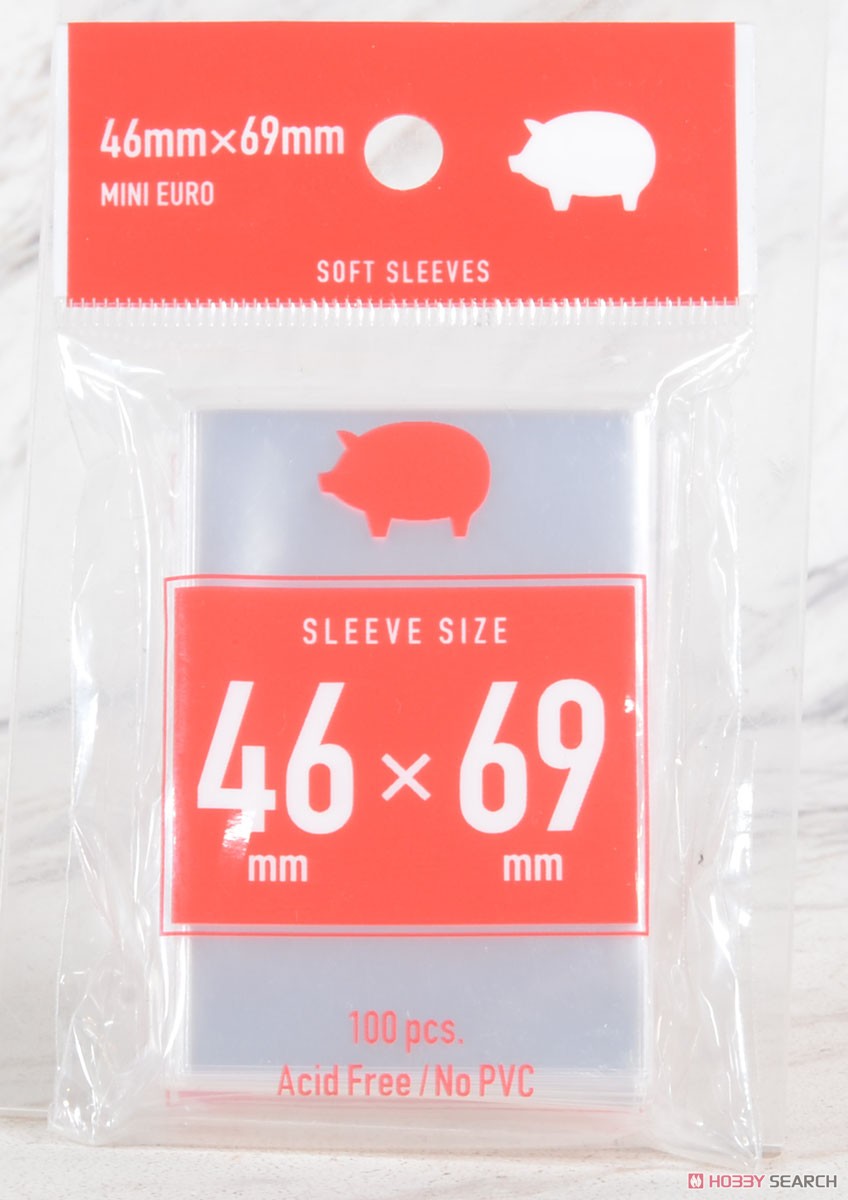 46mm×69mm
MINI EURO
SOFT SLEEVES
SLEEVE SIZE
46 × 69
mm mm
100 pcs.
Acid Free / No PVC
HOBBY SEARCH